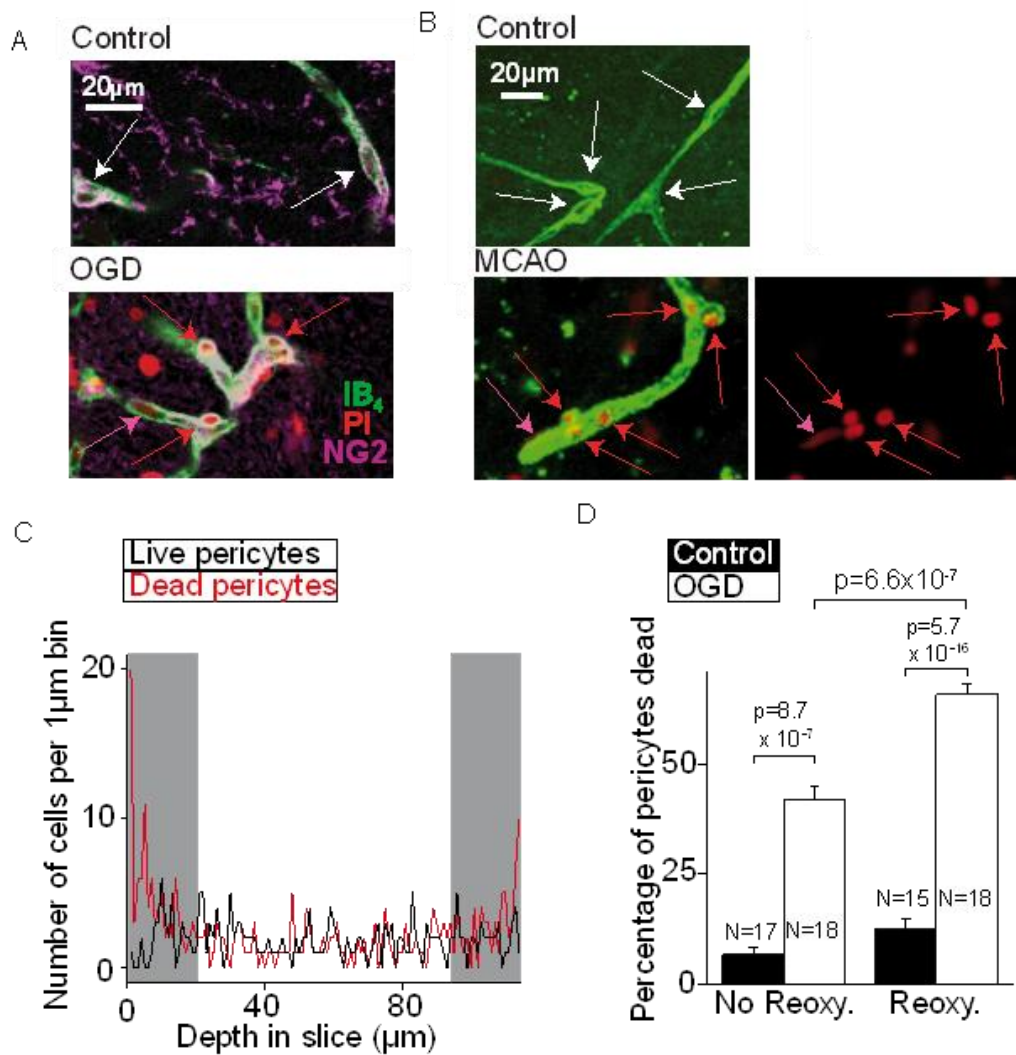 A
Control
20µm
OGD
IB4
PI
NG2
B
Control
20µm
MCAO
C
Live pericytes
Dead pericytes
Number of cells per 1µm bin
20
10
0
0
40
80
Depth in slice (µm)
D
Control
OGD
p=6.6x10-7
p=5.7
x 10-16
p=8.7
x 10-7
Percentage of pericytes dead
50
25
0
N=17
N=18
N=15
N=18
No Reoxy.
Reoxy.